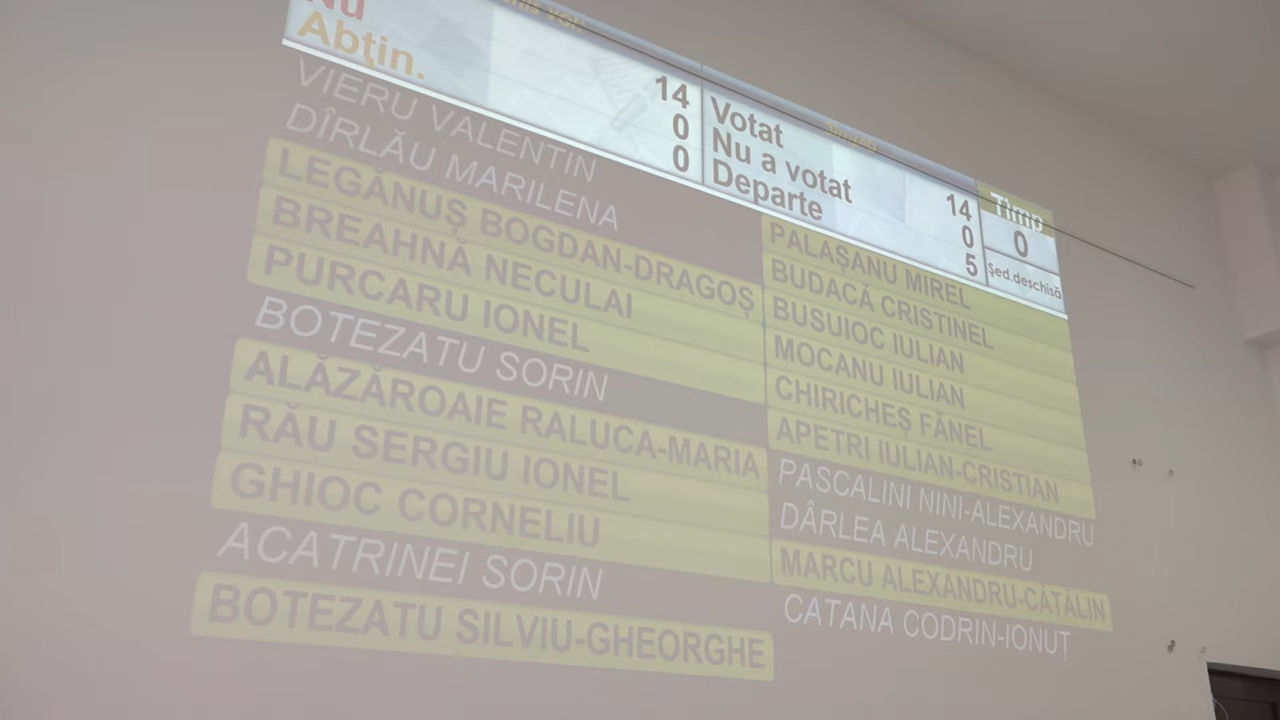 Nu
Abţin.
14
0
0
Votat
Nu a votat
Departe
14
0
5
Timp
0
Şed.deschisă
VIERU VALENTIN
DÎRLĂU MARILENA
LEGĂNUŞ BOGDAN-DRAGOŞ
BREAHNĂ NECULAI
PURCARU IONEL
BOTEZATU SORIN
ALĂZĂROAIE RALUCA-MARIA
RĂU SERGIU IONEL
GHIOC CORNELIU
ACATRINEI SORIN
BOTEZATU SILVIU-GHEORGHE
PALAŞANU MIREL
BUDACĂ CRISTINEL
BUSUIOC IULIAN
MOCANU IULIAN
CHIRICHEŞ FĂNEL
APETRI IULIAN-CRISTIAN
PASCALINI NINI-ALEXANDRU
DÂRLEA ALEXANDRU
MARCU ALEXANDRU-CĂTĂLIN
CATANA CODRIN-IONUŢ